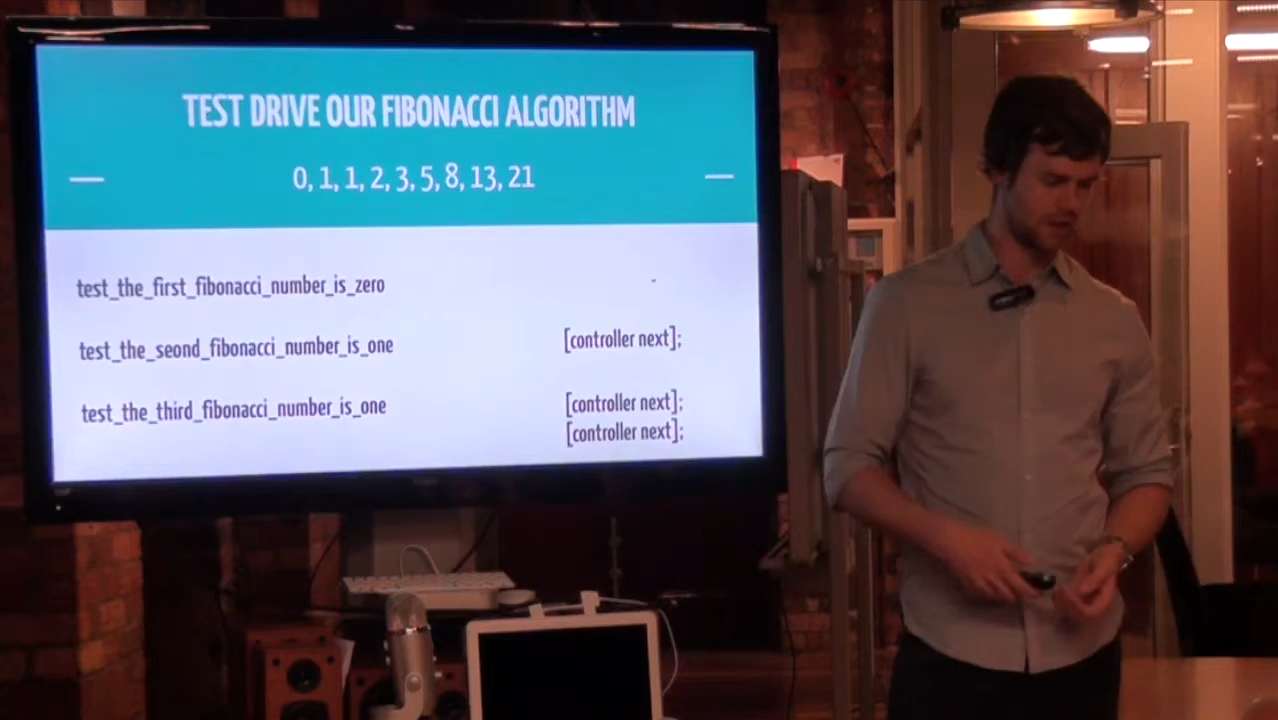 TEST DRIVE OUR FIBONACCI ALGORITHM
0, 1, 1, 2, 3, 5, 8, 13, 21
test_the_first_fibonacci_number_is_zero -
test_the_seond_fibonacci_number_is_one [controller next];
test_the_third_fibonacci_number_is_one [controller next];
[controller next];